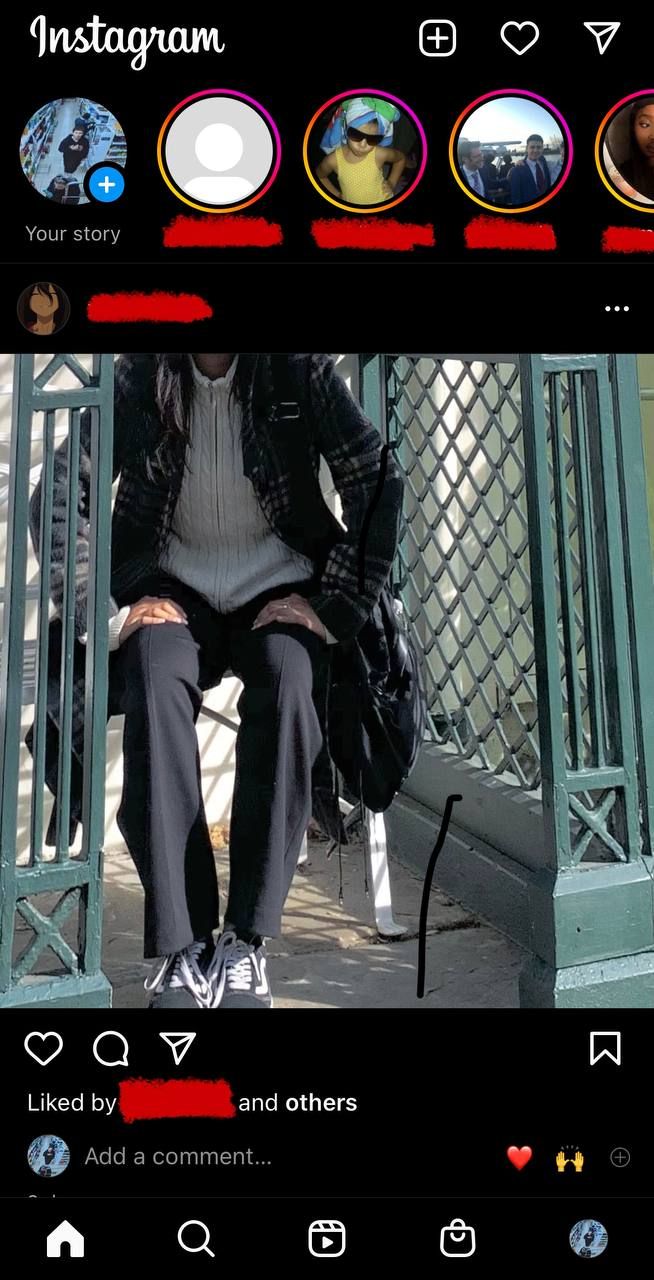 Instagram
Your story
Liked by and others
Add a comment...